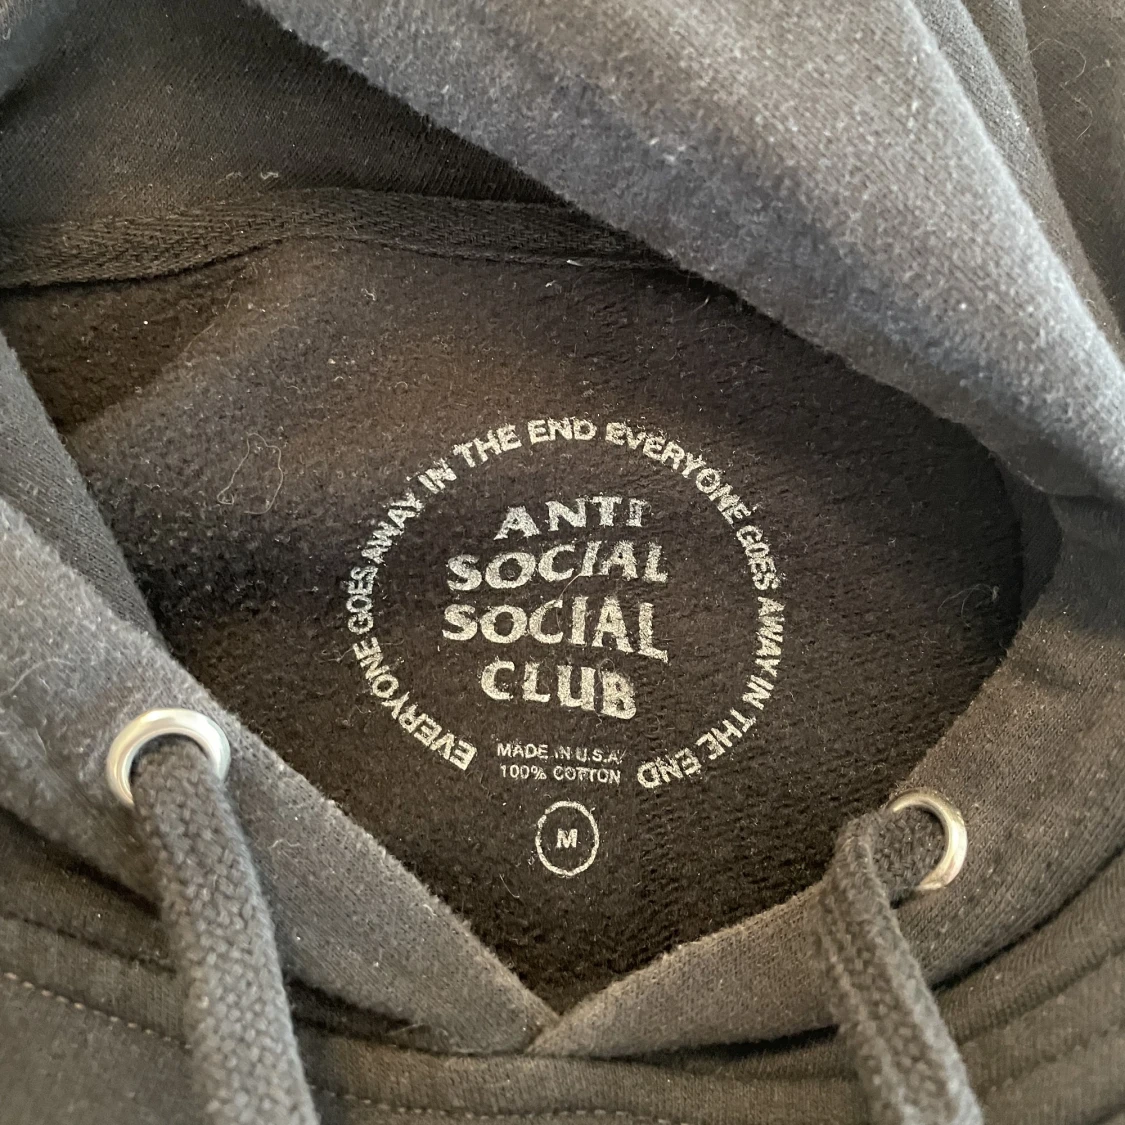 EVERYONE GOES AWAY IN THE END EVERYONE GOES AWAY IN THE END
ANTI
SOCIAL
SOCIAL
CLUB
MADE IN U.S.A.
100% COTTON
M